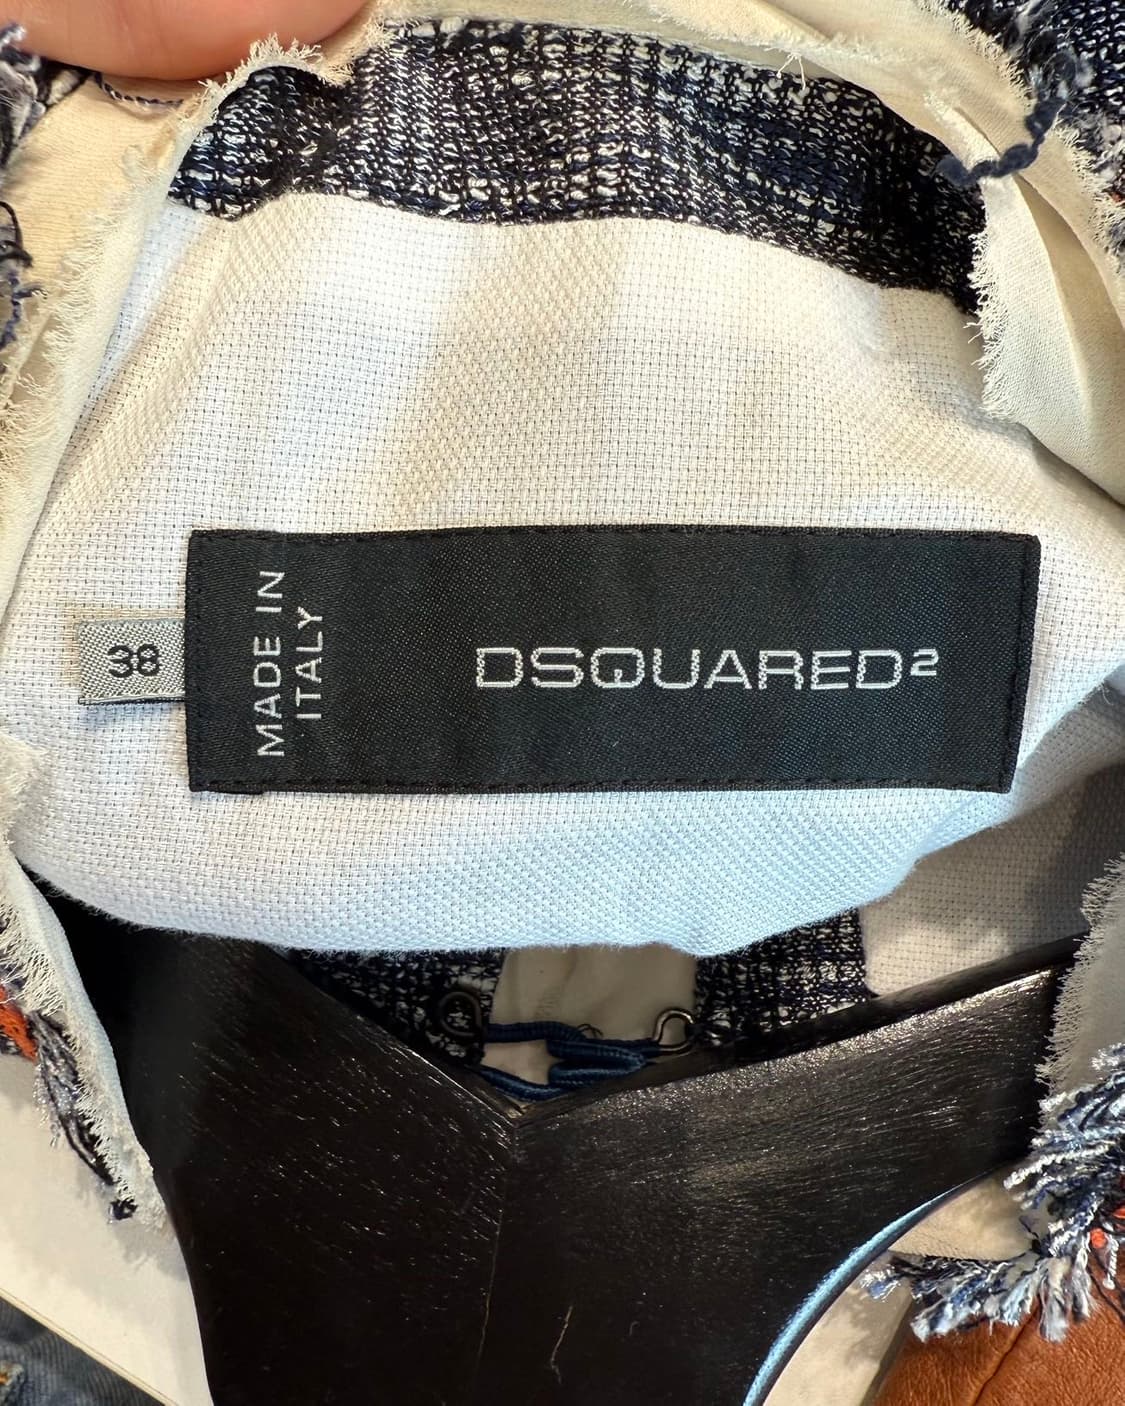 38
MADE IN
ITALY
DSQUARED²